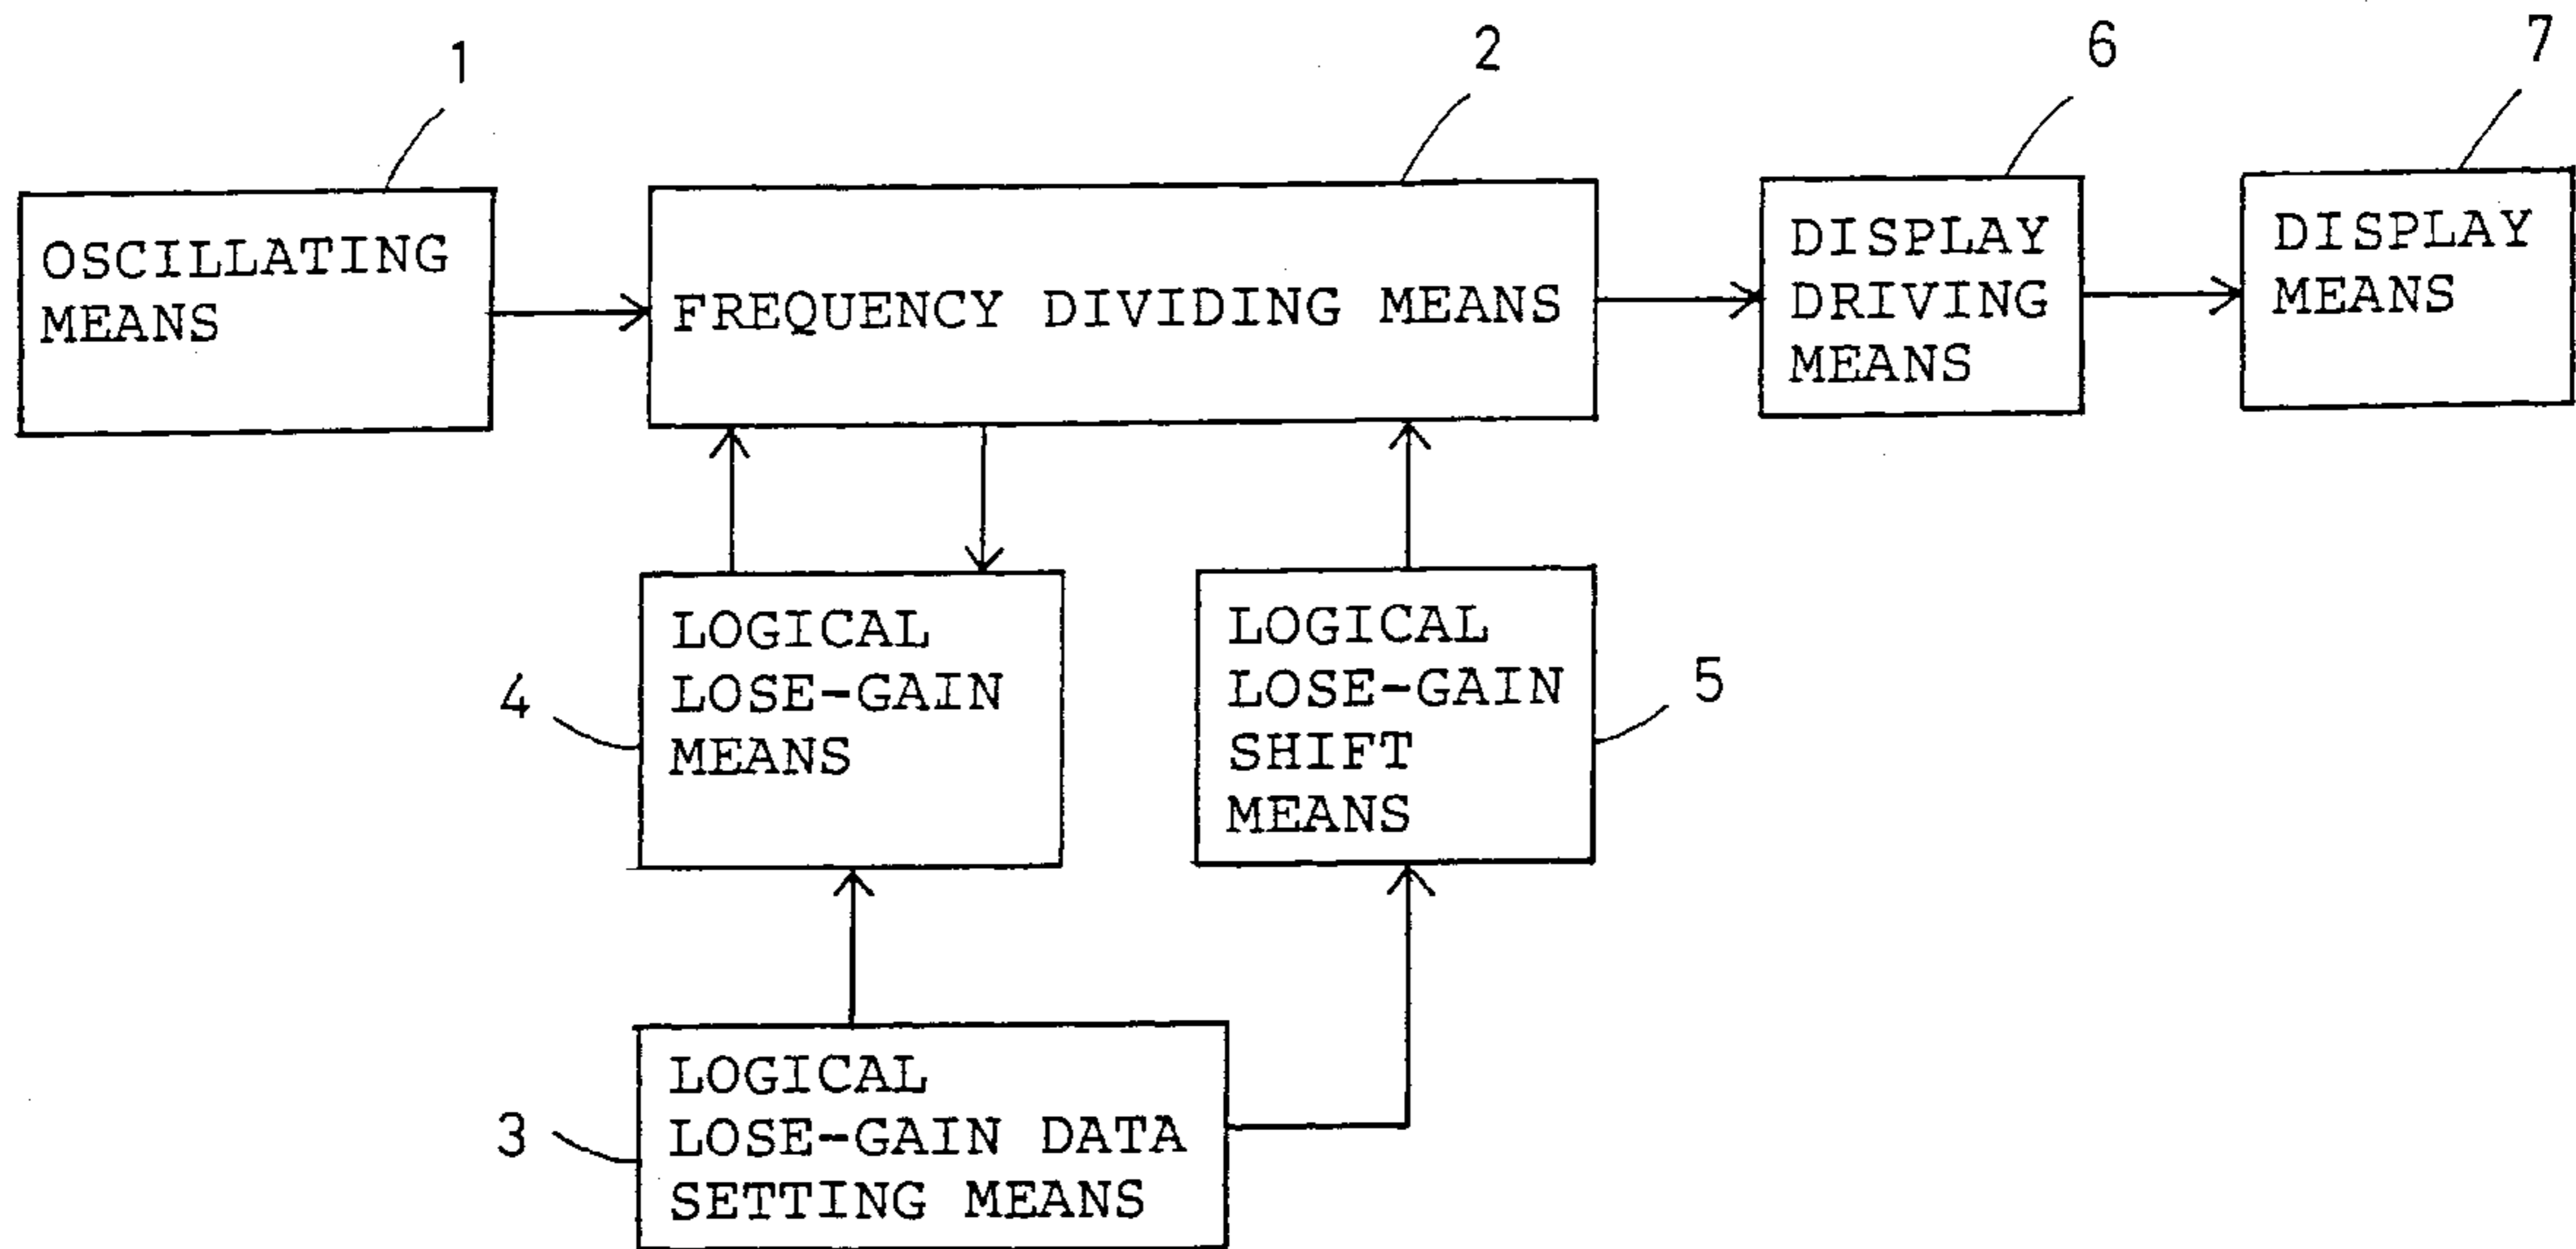 1
2
6
7
OSCILLATING
MEANS
FREQUENCY DIVIDING MEANS
DISPLAY
DRIVING
MEANS
DISPLAY
MEANS
4
LOGICAL
LOSE-GAIN
MEANS
LOGICAL
LOSE-GAIN
SHIFT
MEANS
5
3
LOGICAL
LOSE-GAIN DATA
SETTING MEANS